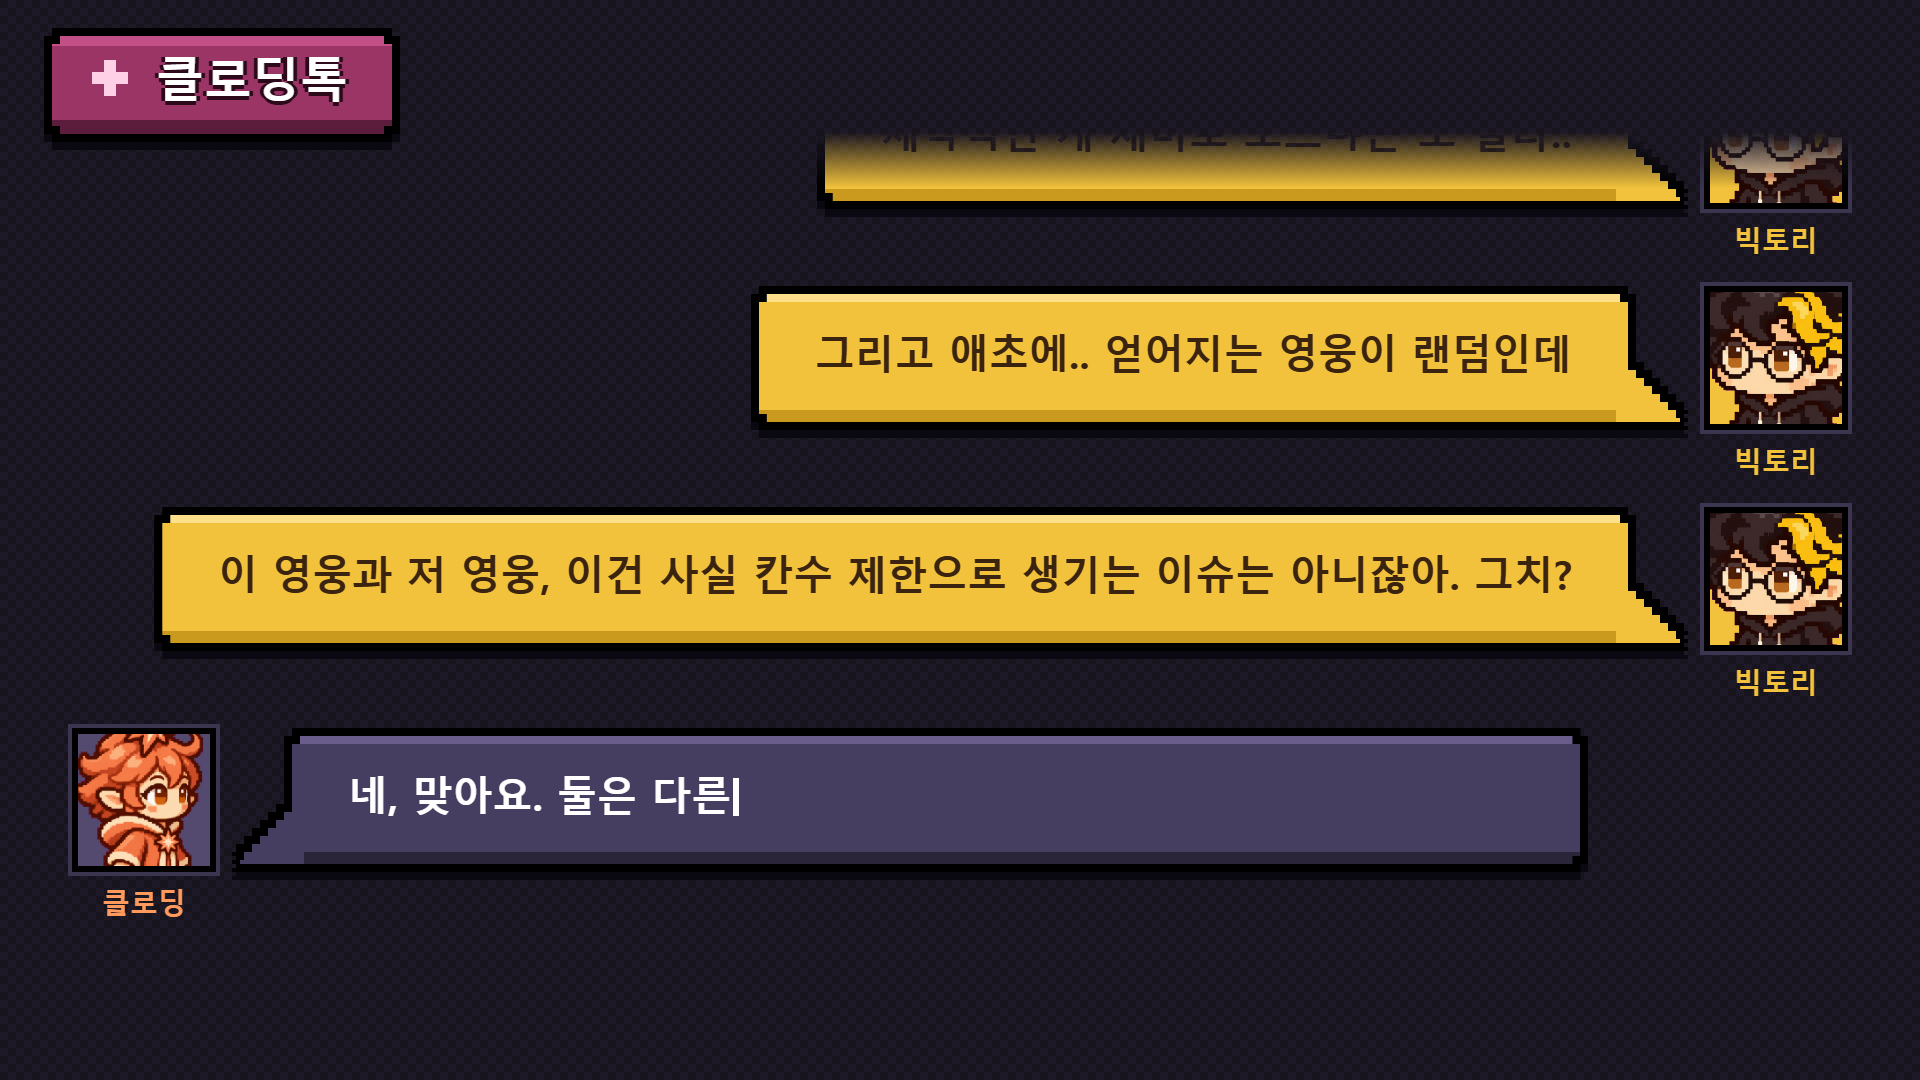 클로딩톡
빅토리
그리고 애초에.. 얻어지는 영웅이 랜덤인데
빅토리
이 영웅과 저 영웅, 이건 사실 칸수 제한으로 생기는 이슈는 아니잖아. 그치?
빅토리
네, 맞아요. 둘은 다른
클로딩